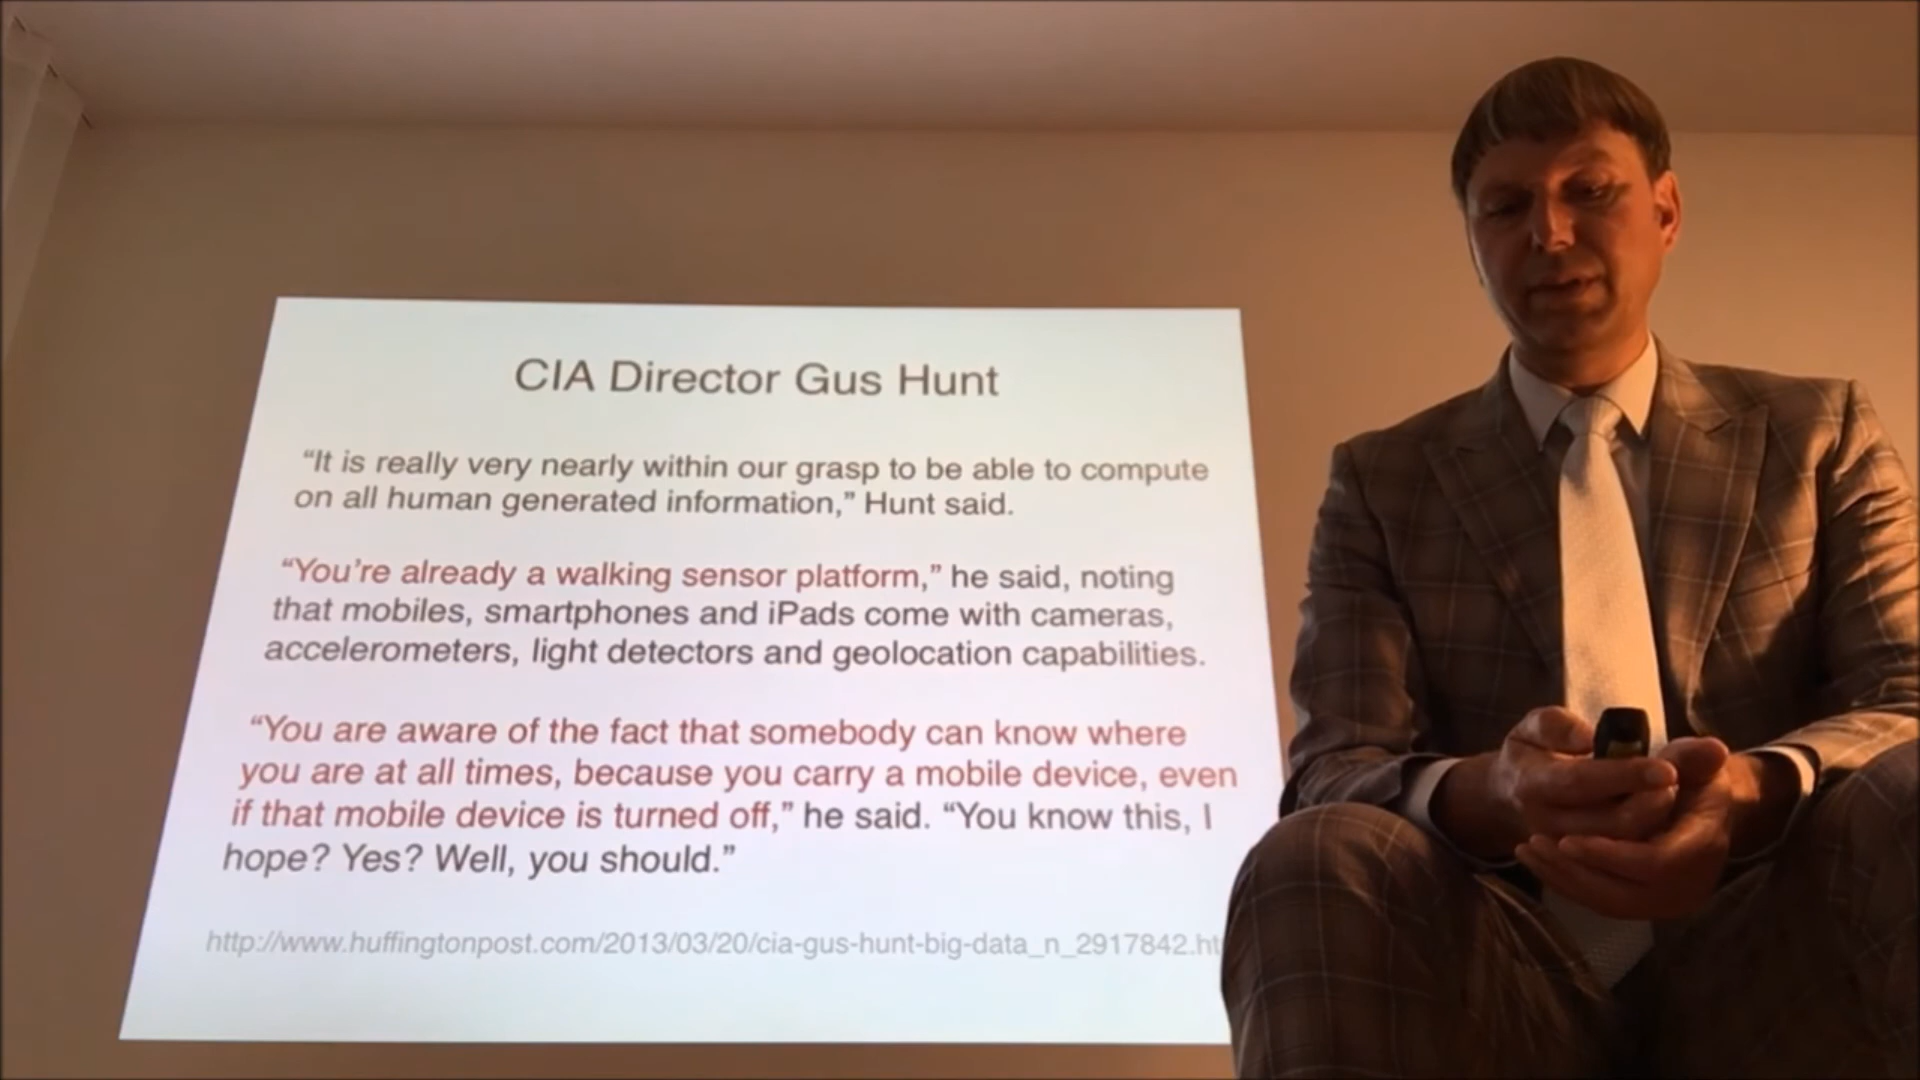 CIA Director Gus Hunt
“It is really very nearly within our grasp to be able to compute
on all human generated information,” Hunt said.
“You’re already a walking sensor platform,” he said, noting
that mobiles, smartphones and iPads come with cameras,
accelerometers, light detectors and geolocation capabilities.
“You are aware of the fact that somebody can know where
you are at all times, because you carry a mobile device, even
if that mobile device is turned off,” he said. “You know this, I
hope? Yes? Well, you should.”
http://www.huffingtonpost.com/2013/03/20/cia-gus-hunt-big-data_n_2917842.ht